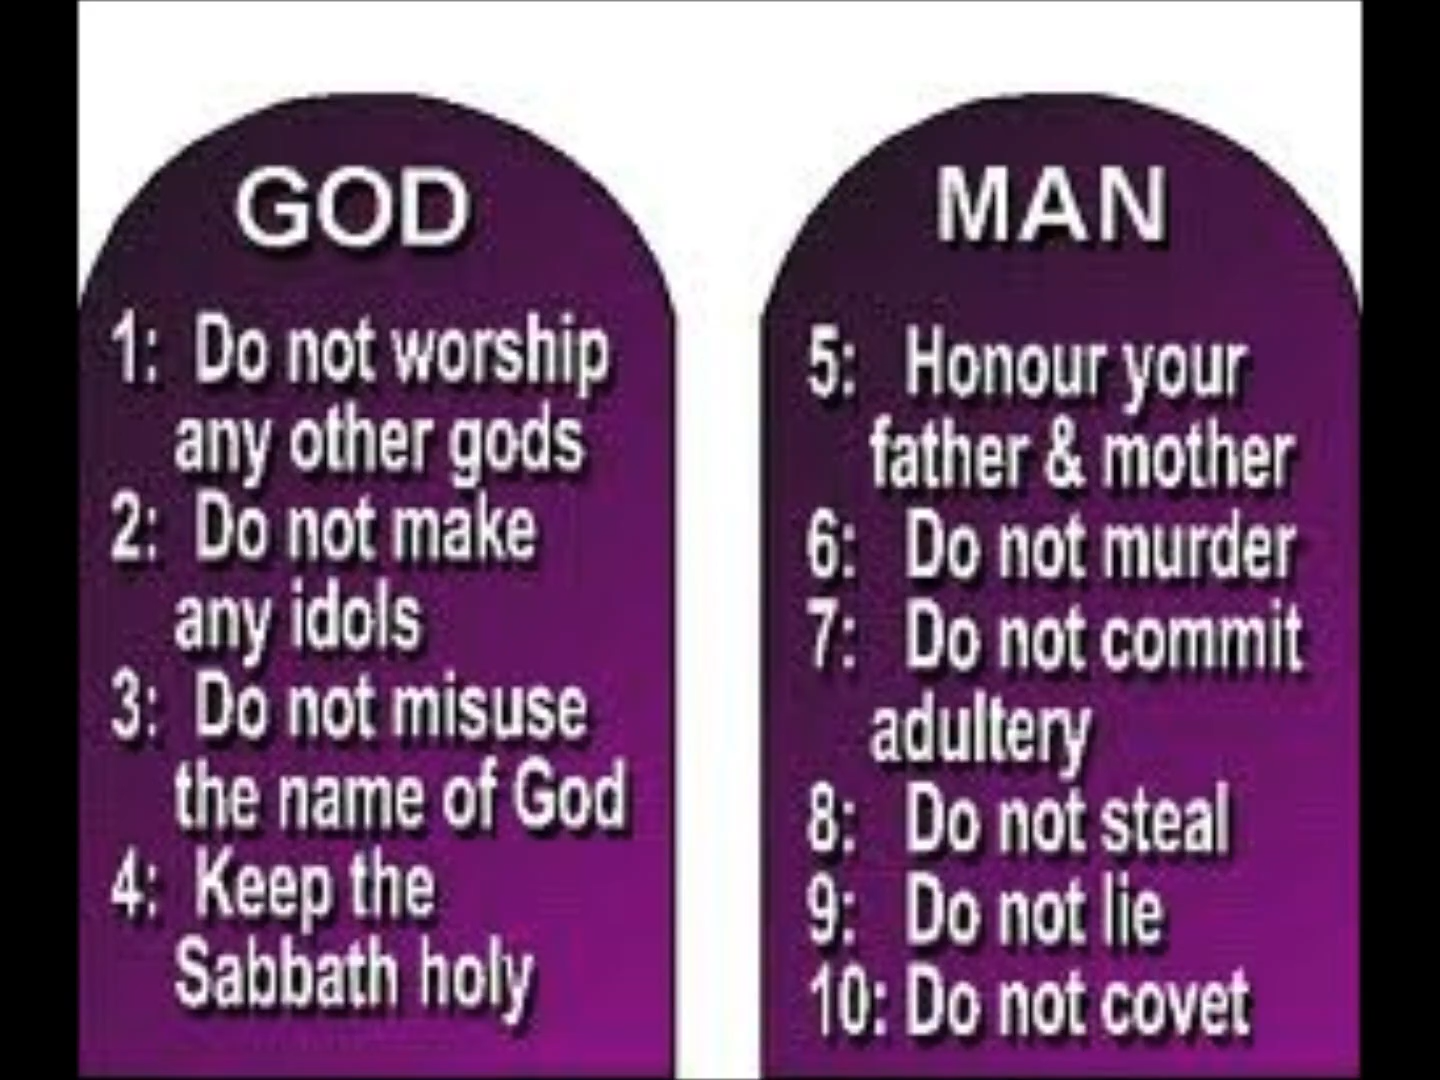 GOD
1: Do not worship
any other gods
2: Do not make
any idols
3: Do not misuse
the name of God
4: Keep the
Sabbath holy
MAN
5: Honour your
father & mother
6: Do not murder
7: Do not commit
adultery
8: Do not steal
9: Do not lie
10: Do not covet